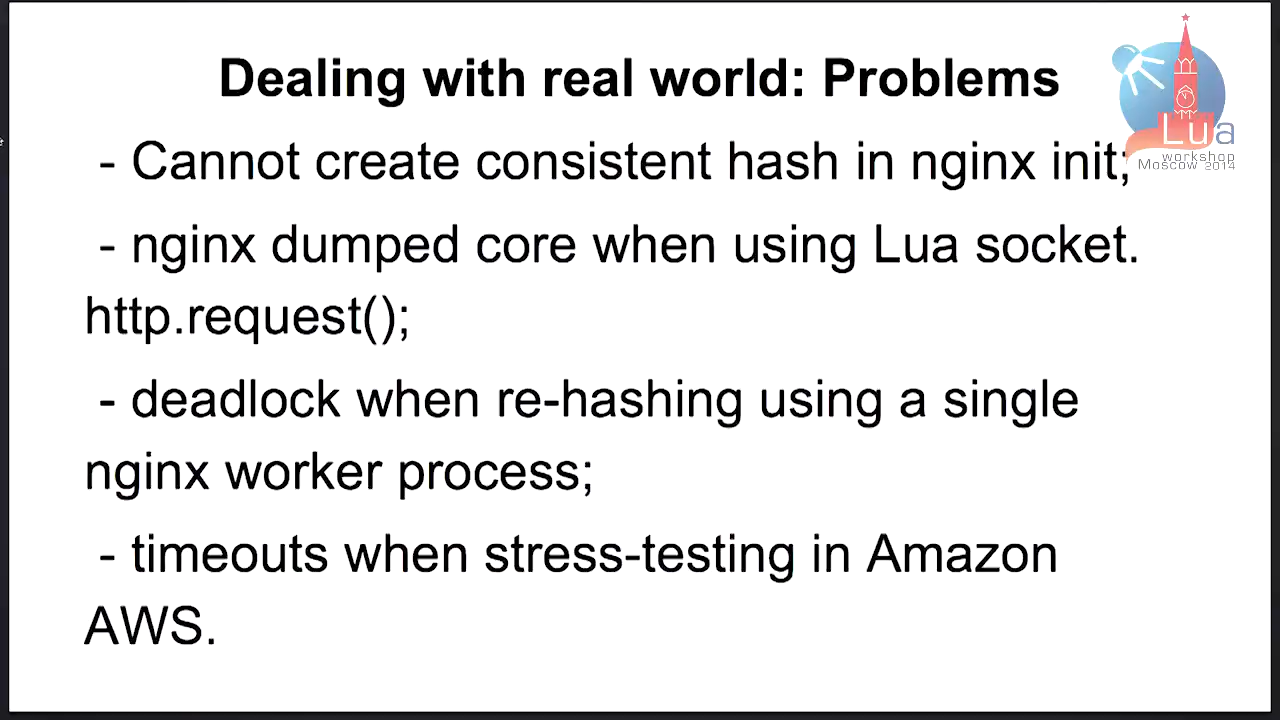 Dealing with real world: Problems
- Cannot create consistent hash in nginx init;
- nginx dumped core when using Lua socket.
http.request();
- deadlock when re-hashing using a single
nginx worker process;
- timeouts when stress-testing in Amazon
AWS.
Lua
workshop
Moscow 2014